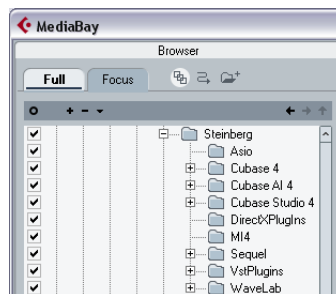 MediaBay
Browser
Full Focus
Steinberg
Asio
Cubase 4
Cubase AI 4
Cubase Studio 4
DirectXPlugIns
MI4
Sequel
VstPlugins
WaveLab